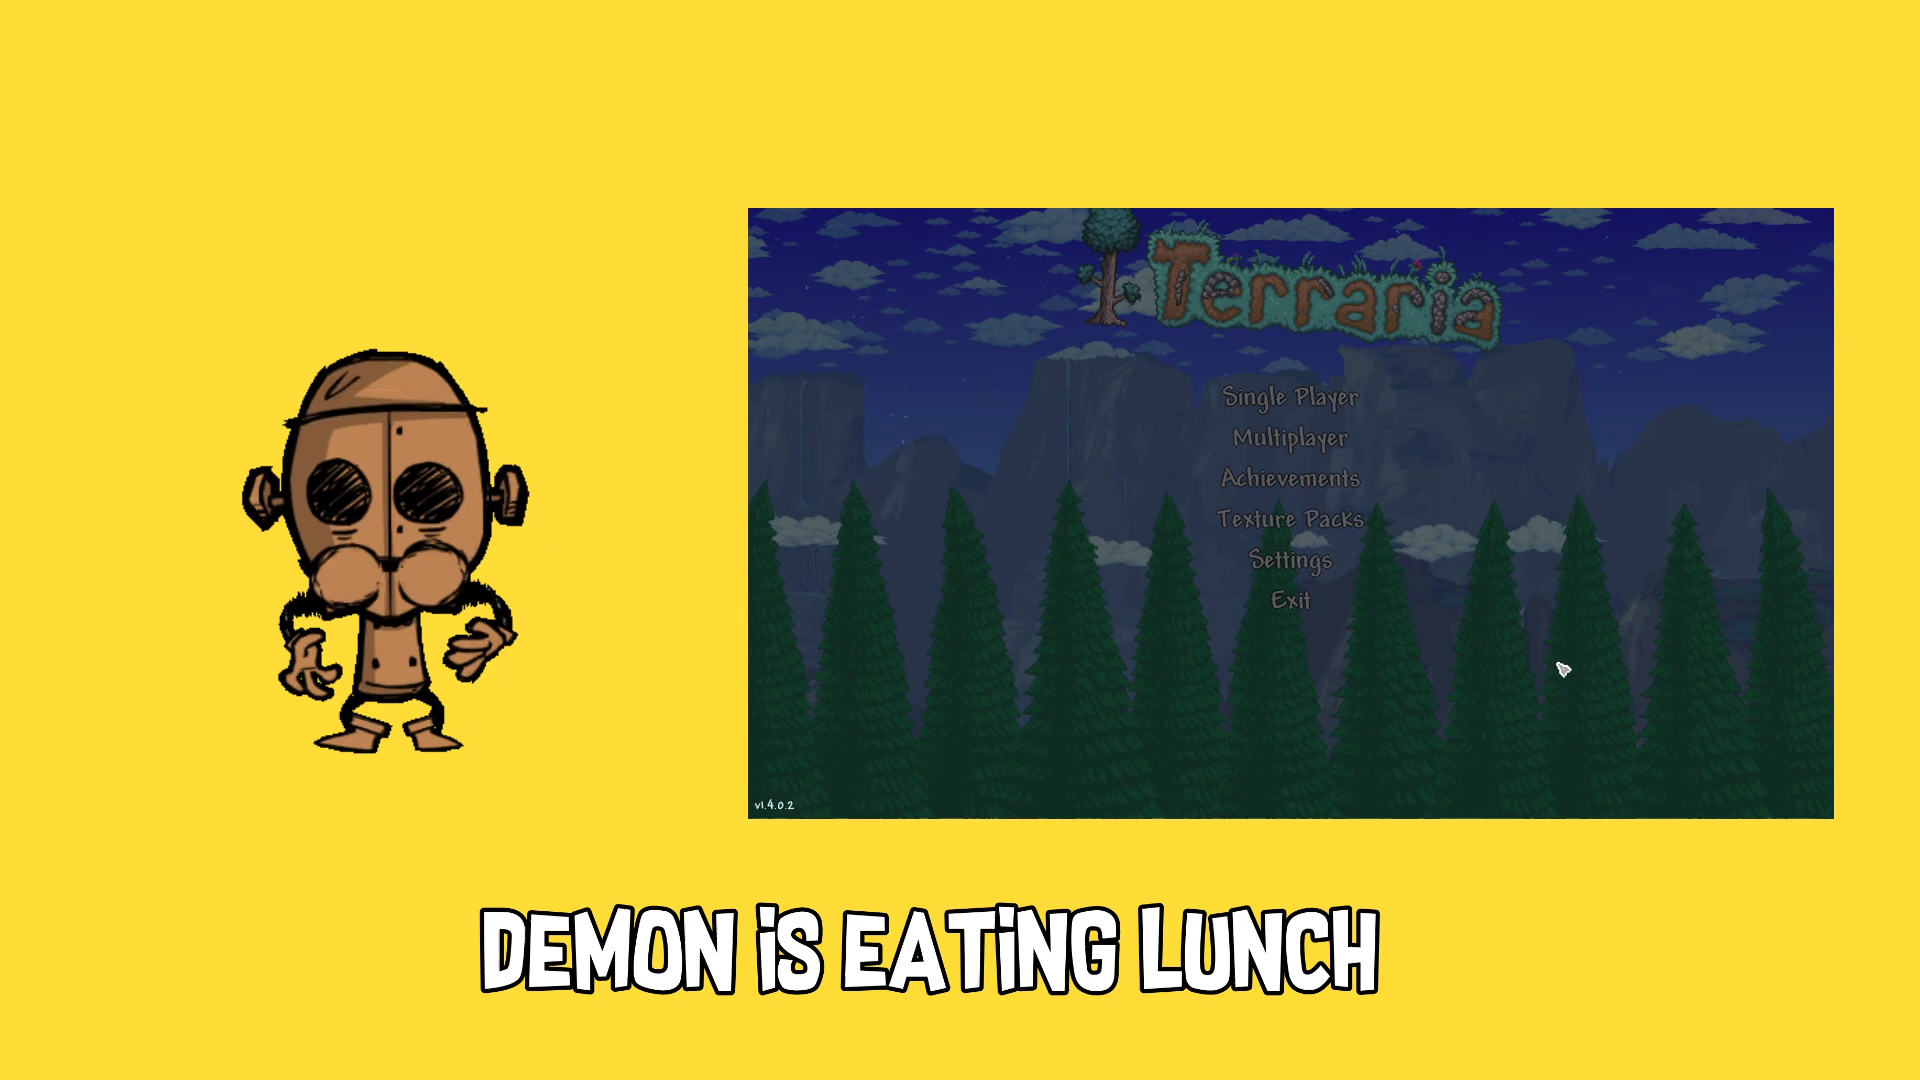 Terraria
Single Player
Multiplayer
Achievements
Texture Packs
Settings
Exit
v1.4.0.2
DEMON iS EATiNG LUNCH